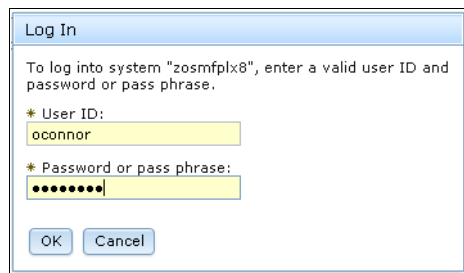 Log In
To log into system "zosmfplx8", enter a valid user ID and
password or pass phrase.
* User ID:
oconnor
* Password or pass phrase:
●●●●●●●●
OK Cancel